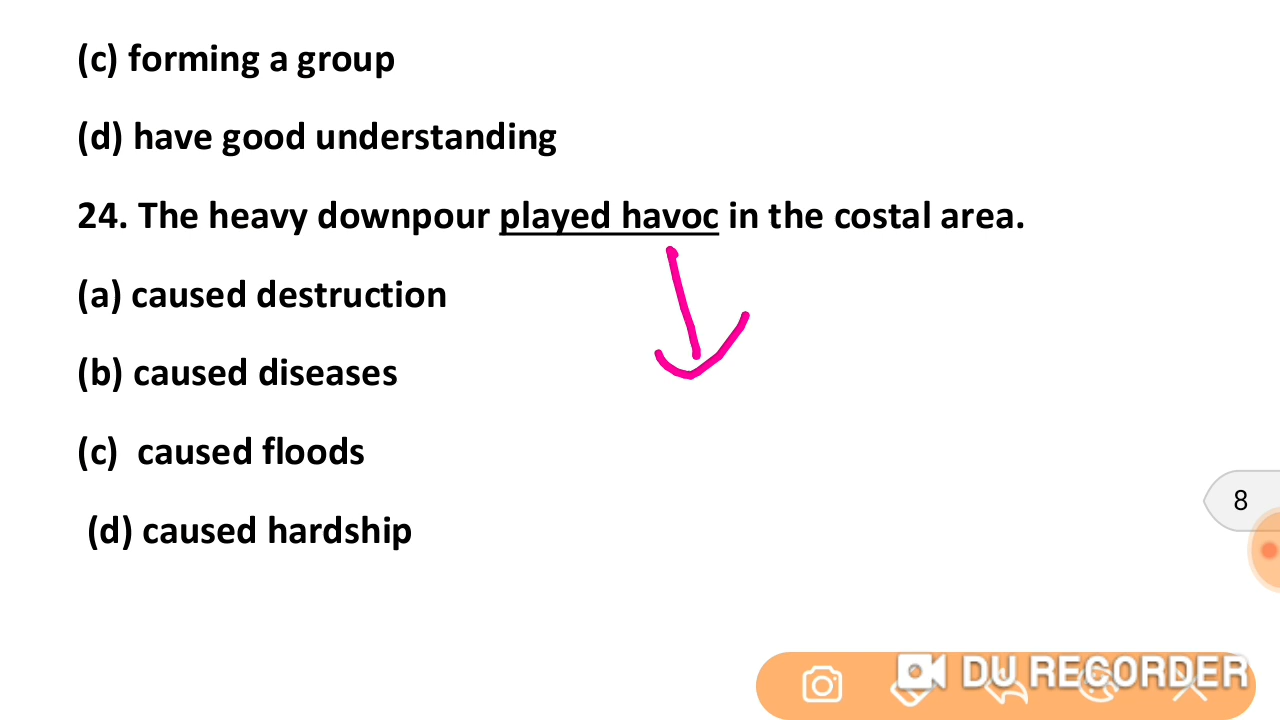 (c) forming a group
(d) have good understanding
24. The heavy downpour played havoc in the costal area.
(a) caused destruction
(b) caused diseases
(c) caused floods
(d) caused hardship
8
DU RECORDER